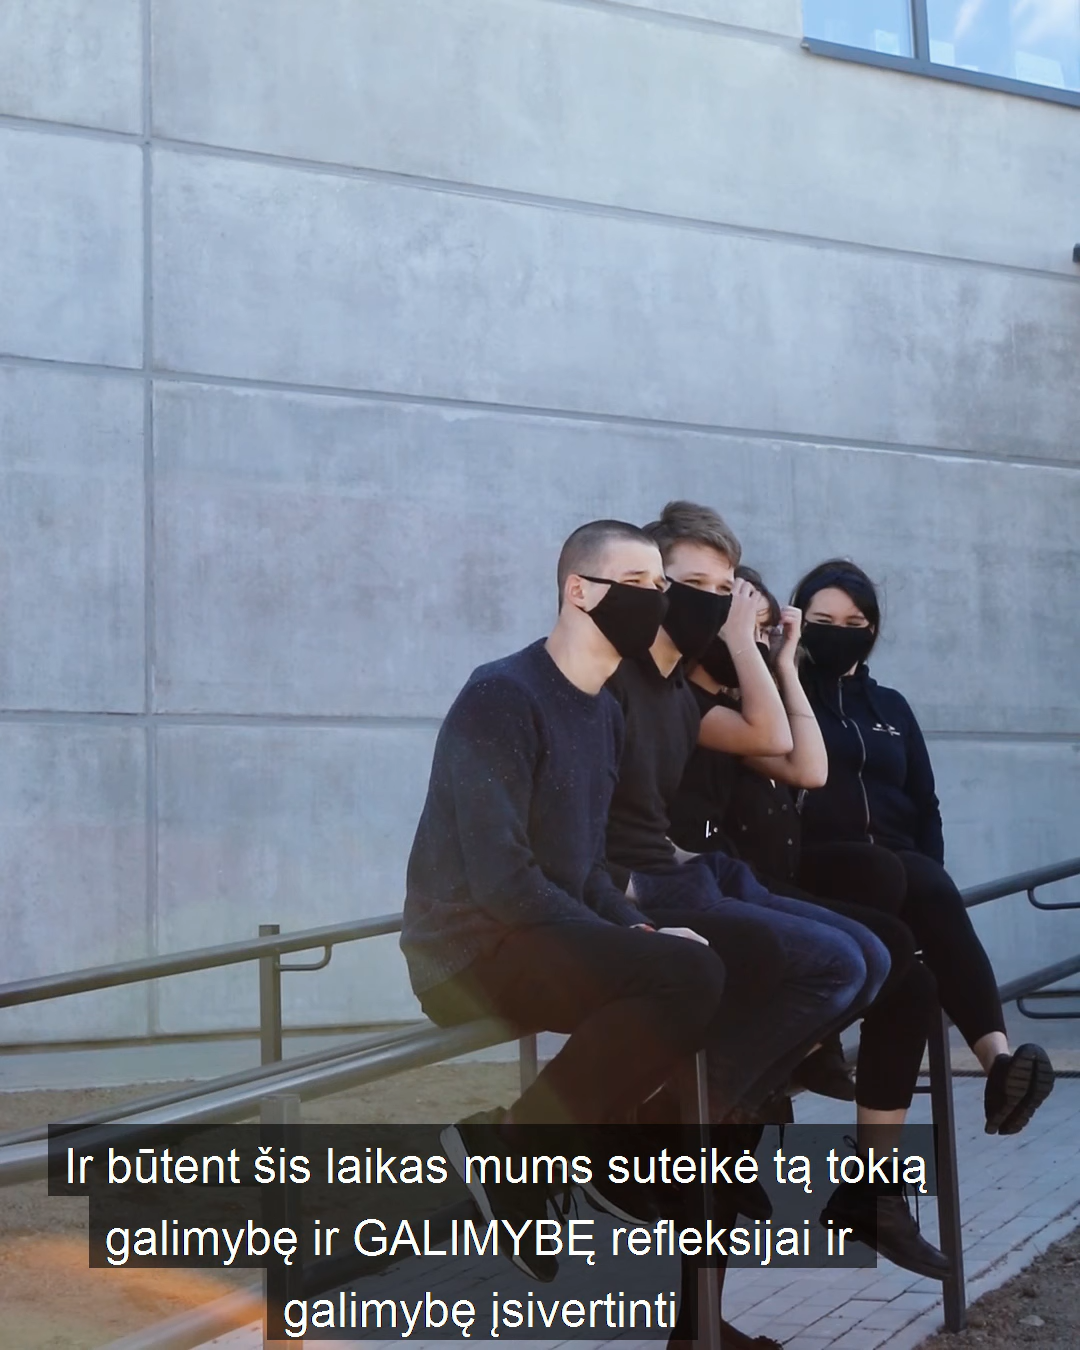 Ir būtent šis laikas mums suteikė tą tokią
galimybę ir GALIMYBĘ refleksijai ir
galimybę įsivertinti